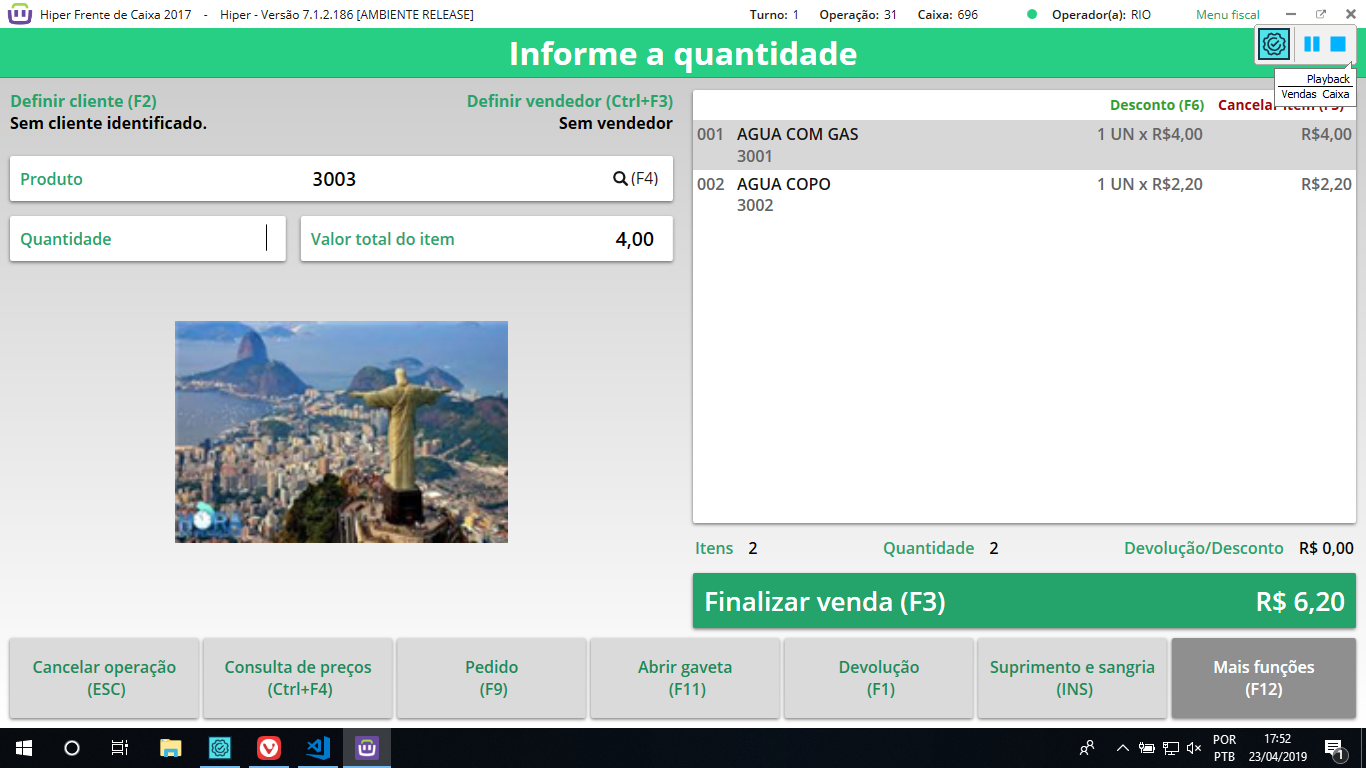 Hiper Frente de Caixa 2017 - Hiper - Versão 7.1.2.186 [AMBIENTE RELEASE] Turno: 1 Operação: 31 Caixa: 696 Operador(a): RIO Menu fiscal
Informe a quantidade
Playback
Vendas Caixa
Definir cliente (F2) Definir vendedor (Ctrl+F3)
Sem cliente identificado. Sem vendedor
Produto 3003 (F4)
Quantidade Valor total do item 4,00
Desconto (F6) Cancelar
001 AGUA COM GAS 1 UN x R$4,00 R$4,00
3001
002 AGUA COPO 1 UN x R$2,20 R$2,20
3002
Itens 2 Quantidade 2 Devolução/Desconto R$ 0,00
Finalizar venda (F3) R$ 6,20
Cancelar operação (ESC)
Consulta de preços (Ctrl+F4)
Pedido (F9)
Abrir gaveta (F11)
Devolução (F1)
Suprimento e sangria (INS)
Mais funções (F12)
POR 17:52
PTB 23/04/2019 1